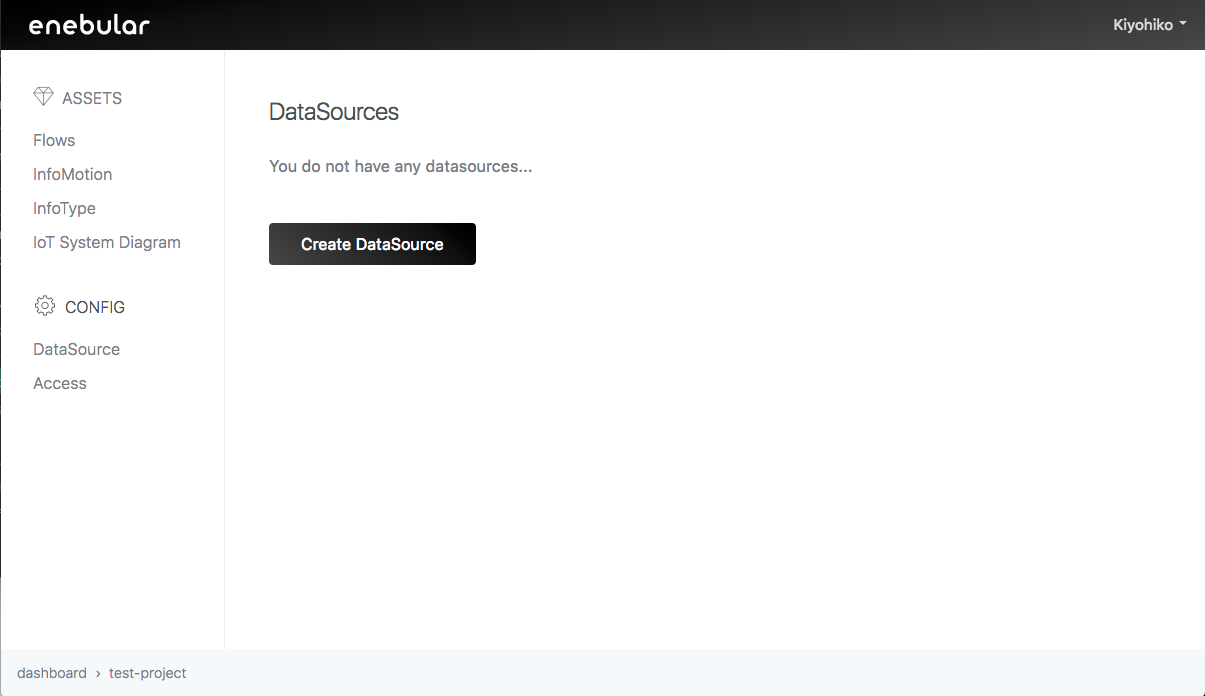 enebular
Kiyohiko
ASSETS
Flows
InfoMotion
InfoType
IoT System Diagram
CONFIG
DataSource
Access
DataSources
You do not have any datasources...
Create DataSource
dashboard › test-project